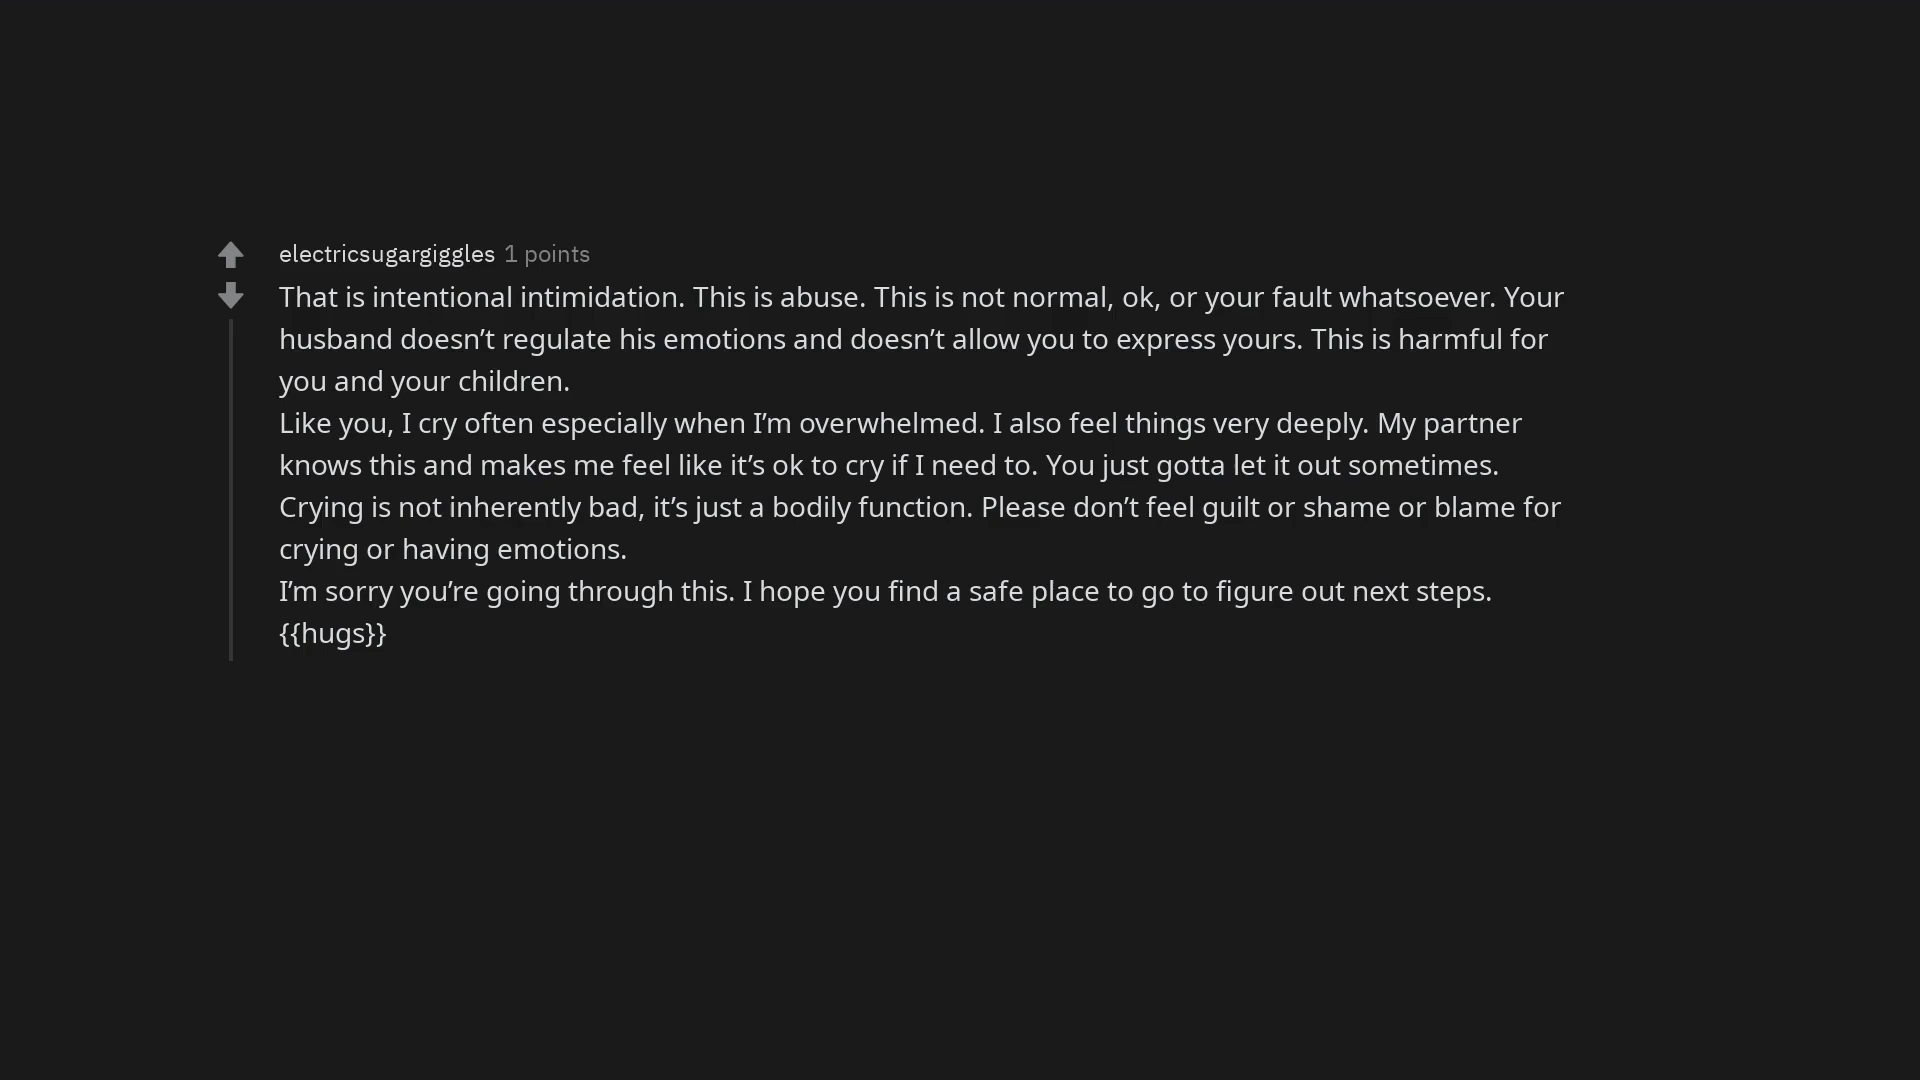 electricsugargiggles 1 points
That is intentional intimidation. This is abuse. This is not normal, ok, or your fault whatsoever. Your
husband doesn’t regulate his emotions and doesn’t allow you to express yours. This is harmful for
you and your children.
Like you, I cry often especially when I’m overwhelmed. I also feel things very deeply. My partner
knows this and makes me feel like it’s ok to cry if I need to. You just gotta let it out sometimes.
Crying is not inherently bad, it’s just a bodily function. Please don’t feel guilt or shame or blame for
crying or having emotions.
I’m sorry you’re going through this. I hope you find a safe place to go to figure out next steps.
{{hugs}}